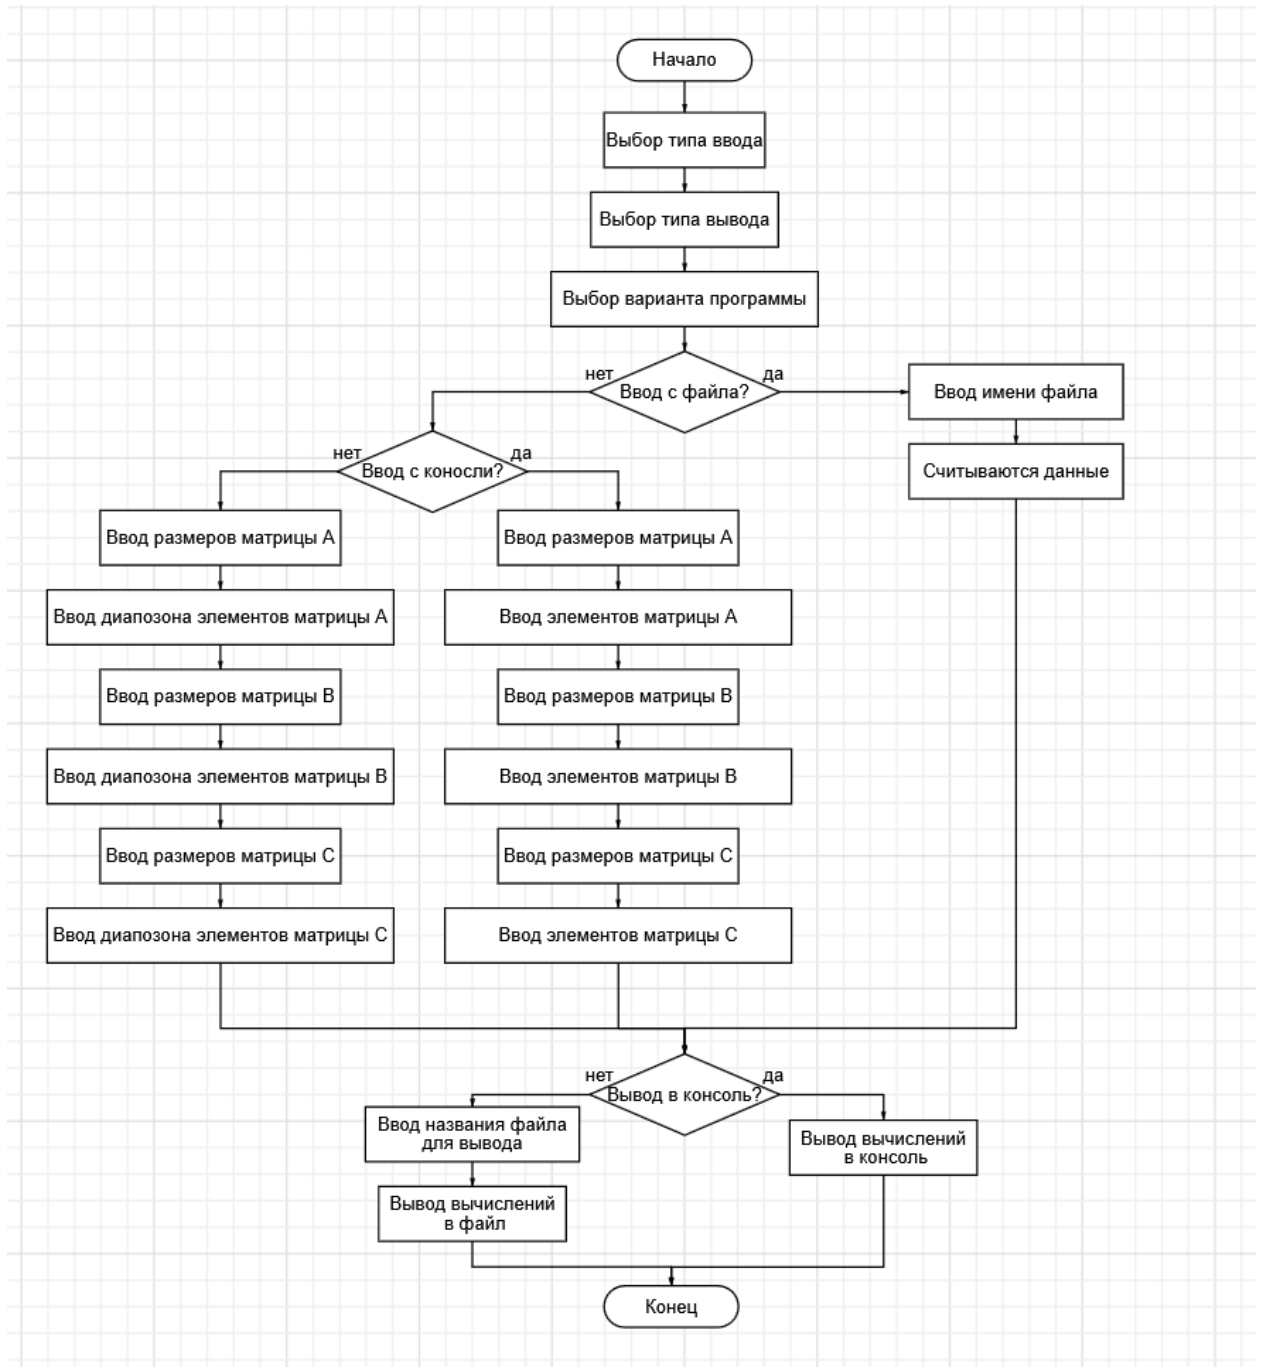 Начало
Выбор типа ввода
Выбор типа вывода
Выбор варианта программы
нет
Ввод с файла?
да
Ввод имени файла
Считываются данные
нет
Ввод с коносли?
да
Ввод размеров матрицы A
Ввод диапозона элементов матрицы A
Ввод размеров матрицы B
Ввод диапозона элементов матрицы B
Ввод размеров матрицы C
Ввод диапозона элементов матрицы C
Ввод размеров матрицы A
Ввод элементов матрицы A
Ввод размеров матрицы B
Ввод элементов матрицы B
Ввод размеров матрицы C
Ввод элементов матрицы C
нет
Вывод в консоль?
да
Ввод названия файла
для вывода
Вывод вычислений
в файл
Вывод вычислений
в консоль
Конец